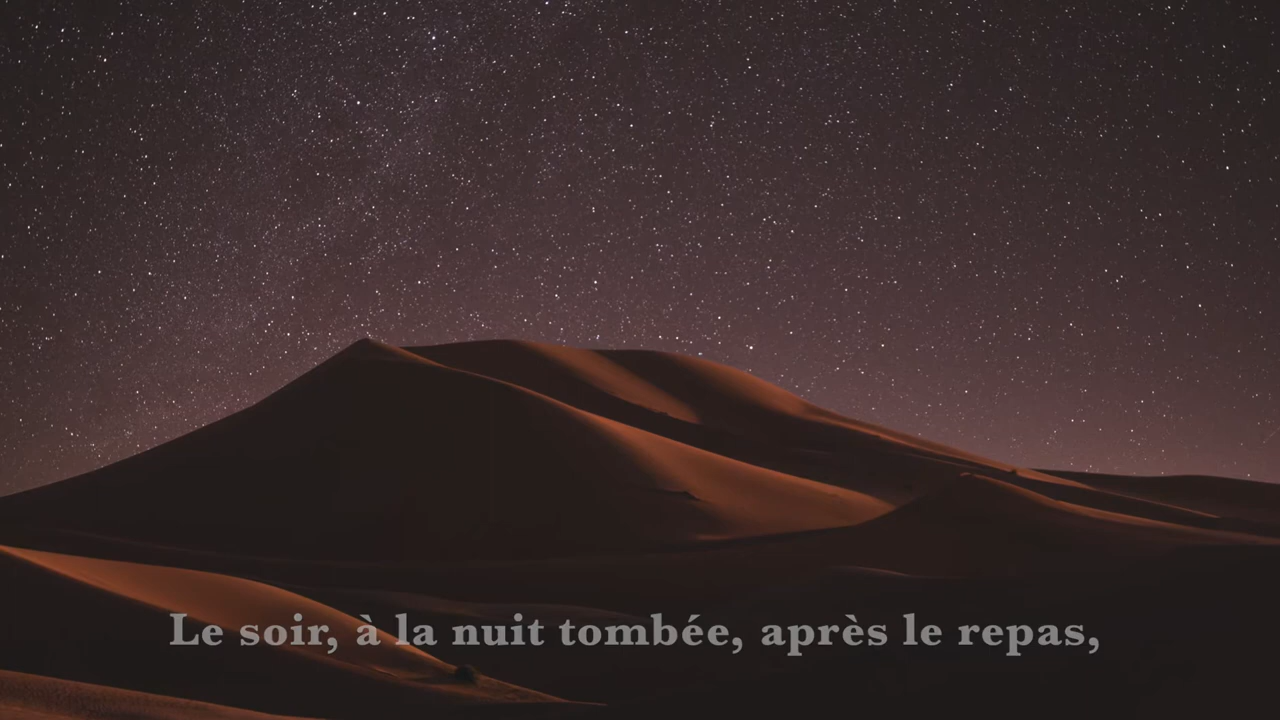 Le soir, à la nuit tombée, après le repas,